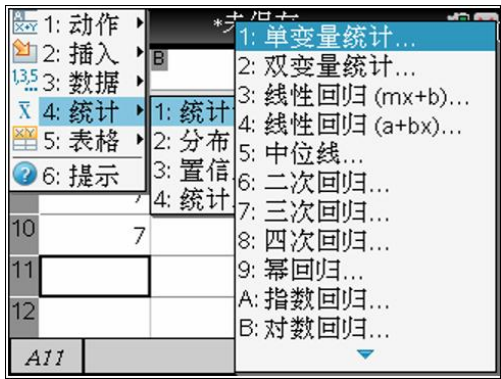 *未保存
1: 动作
2: 插入
3: 数据
4: 统计
5: 表格
6: 提示
B
1: 统计
2: 分布
3: 置信
4: 统计
1: 单变量统计...
2: 双变量统计...
3: 线性回归 (mx+b)...
4: 线性回归 (a+bx)...
5: 中位线...
6: 二次回归...
7: 三次回归...
8: 四次回归...
9: 幂回归...
A: 指数回归...
B: 对数回归...
7
10 7
11
12
A11